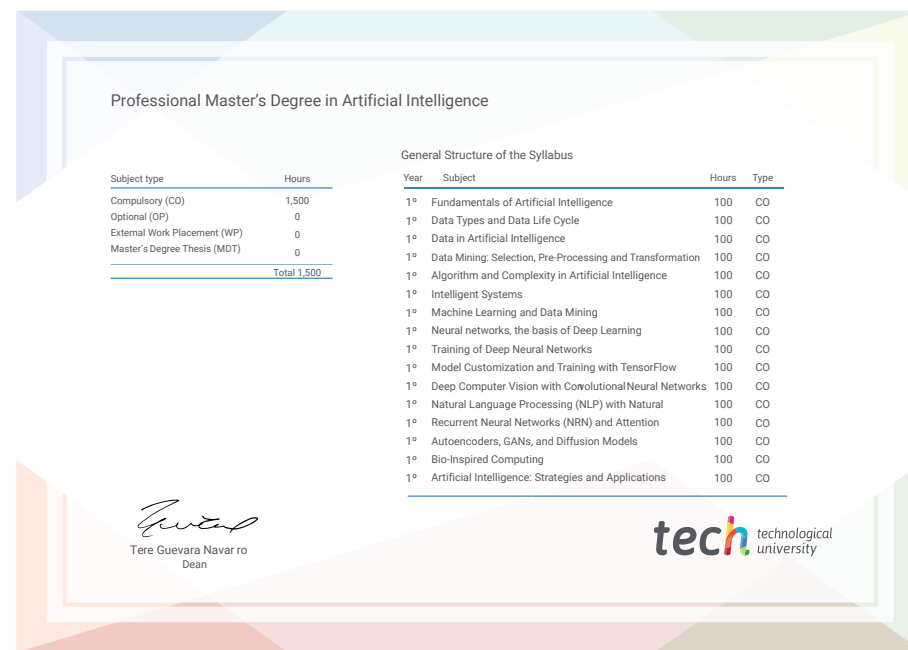 Professional Master's Degree in Artificial Intelligence
Subject type Hours
Compulsory (CO) 1,500
Optional (OP) 0
External Work Placement (WP) 0
Master's Degree Thesis (MDT) 0
Total 1,500
General Structure of the Syllabus
Year Subject Hours Type
1º Fundamentals of Artificial Intelligence 100 CO
1º Data Types and Data Life Cycle 100 CO
1º Data in Artificial Intelligence 100 CO
1º Data Mining: Selection, Pre-Processing and Transformation 100 CO
1º Algorithm and Complexity in Artificial Intelligence 100 CO
1º Intelligent Systems 100 CO
1º Machine Learning and Data Mining 100 CO
1º Neural networks, the basis of Deep Learning 100 CO
1º Training of Deep Neural Networks 100 CO
1º Model Customization and Training with TensorFlow 100 CO
1º Deep Computer Vision with Convolutional Neural Networks 100 CO
1º Natural Language Processing (NLP) with Natural 100 CO
1º Recurrent Neural Networks (NRN) and Attention 100 CO
1º Autoencoders, GANs, and Diffusion Models 100 CO
1º Bio-Inspired Computing 100 CO
1º Artificial Intelligence: Strategies and Applications 100 CO
Tere Guevara Navarro
Dean
tech technological
university